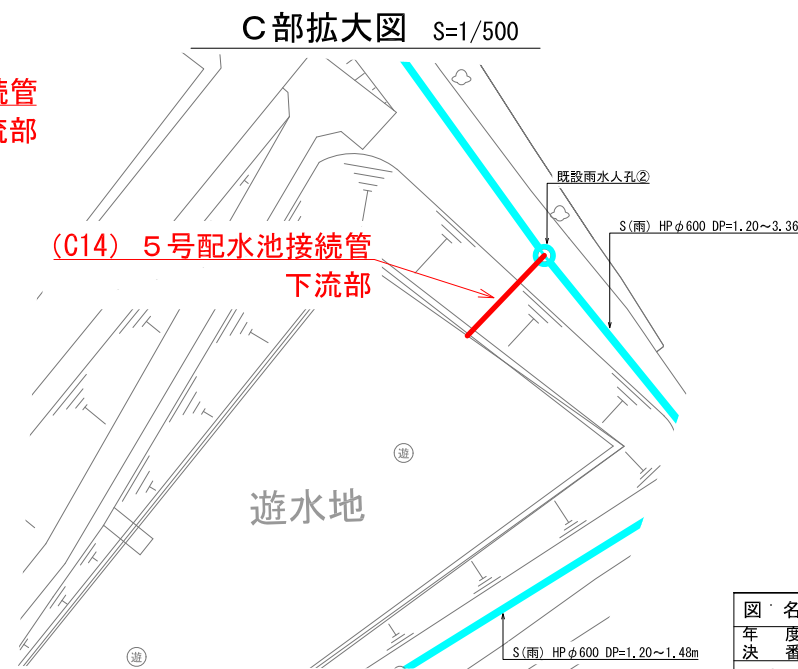 C部拡大図 S=1/500
続管
流部
既設雨水人孔②
S(雨) HPφ600 DP=1.20~3.36
(C14) 5号配水池接続管
下流部
遊
遊水地
遊
S(雨) HPφ600 DP=1.20~1.48m
図 名
年 度
決 番